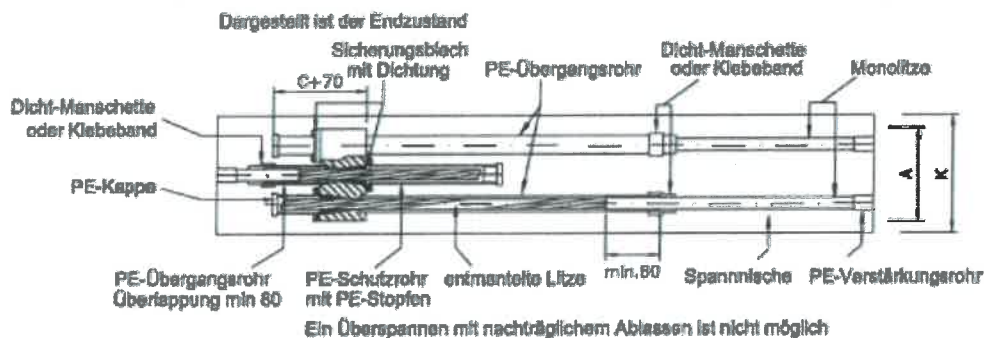 Dargestellt ist der Endzustand
Sicherungsblech
mit Dichtung
C+70
PE-Übergangsrohr
Dicht-Manschette
oder Klebeband
Monolitze
Dicht-Manschette
oder Klebeband
PE-Kappe
A
K
PE-Übergangsrohr
Überlappung min 80
PE-Schutzrohr
mit PE-Stopfen
entmantelte Litze
min.80
Spannnische
PE-Verstärkungsrohr
Ein Überspannen mit nachträglichem Ablassen ist nicht möglich